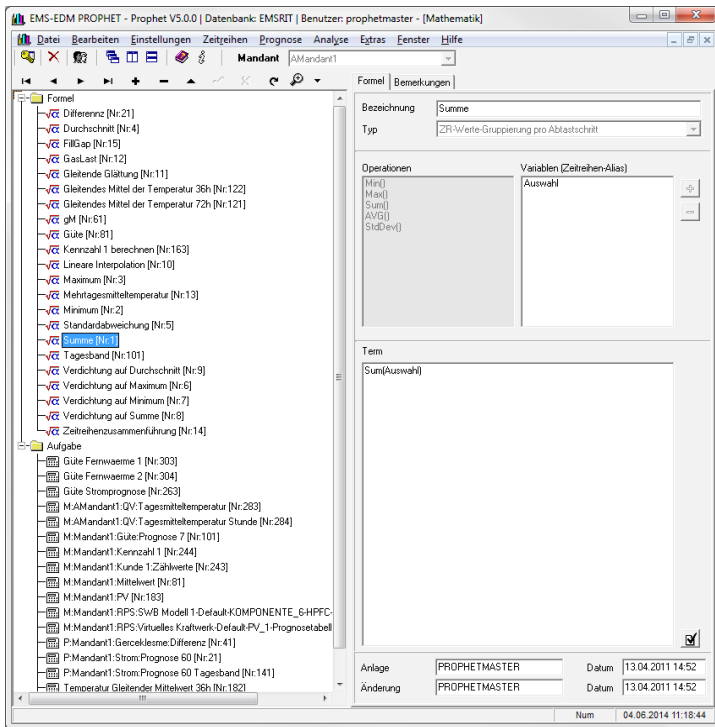 EMS-EDM PROPHET - Prophet V5.0.0 | Datenbank: EMSRIT | Benutzer: prophetmaster - [Mathematik]
Datei Bearbeiten Einstellungen Zeitreihen Prognose Analyse Extras Fenster Hilfe
Mandant AMandant1
Formel
Differennz [Nr:21]
Durchschnitt [Nr:4]
FillGap [Nr:15]
GasLast [Nr:12]
Gleitende Glättung [Nr:11]
Gleitendes Mittel der Temperatur 36h [Nr:122]
Gleitendes Mittel der Temperatur 72h [Nr:121]
gM [Nr:61]
Güte [Nr:81]
Kennzahl 1 berechnen [Nr:163]
Lineare Interpolation [Nr:10]
Maximum [Nr:3]
Mehrtagesmitteltemperatur [Nr:13]
Minimum [Nr:2]
Standardabweichung [Nr:5]
Summe [Nr:1]
Tagesband [Nr:101]
Verdichtung auf Durchschnitt [Nr:9]
Verdichtung auf Maximum [Nr:6]
Verdichtung auf Minimum [Nr:7]
Verdichtung auf Summe [Nr:8]
Zeitreihenzusammenführung [Nr:14]
Aufgabe
Güte Fernwaerme 1 [Nr:303]
Güte Fernwaerme 2 [Nr:304]
Güte Stromprognose [Nr:263]
M:AMandant1:QV:Tagesmitteltemperatur [Nr:283]
M:AMandant1:QV:Tagesmitteltemperatur Stunde [Nr:284]
M:Mandant1:Güte:Prognose 7 [Nr:101]
M:Mandant1:Kennzahl 1 [Nr:244]
M:Mandant1:Kunde 1:Zählwerte [Nr:243]
M:Mandant1:Mittelwert [Nr:81]
M:Mandant1:PV [Nr:183]
M:Mandant1:RPS:SWB Modell 1-Default-KOMPONENTE_6-HPFC-
M:Mandant1:RPS:Virtuelles Kraftwerk-Default-PV_1-Prognosetabell
P:Mandant1:Gerceklesme:Differenz [Nr:41]
P:Mandant1:Strom:Prognose 60 [Nr:21]
P:Mandant1:Strom:Prognose 60 Tagesband [Nr:141]
Temperatur Gleitender Mittelwert 36h [Nr:182]
Formel Bemerkungen
Bezeichnung Summe
Typ ZR-Werte-Gruppierung pro Abtastschritt
Operationen Variablen (Zeitreihen-Alias)
Min() Auswahl
Max()
Sum()
AVG()
StdDev()
Term
Sum(Auswahl)
Anlage PROPHETMASTER Datum 13.04.2011 14:52
Änderung PROPHETMASTER Datum 13.04.2011 14:52
Num 04.06.2014 11:18:44